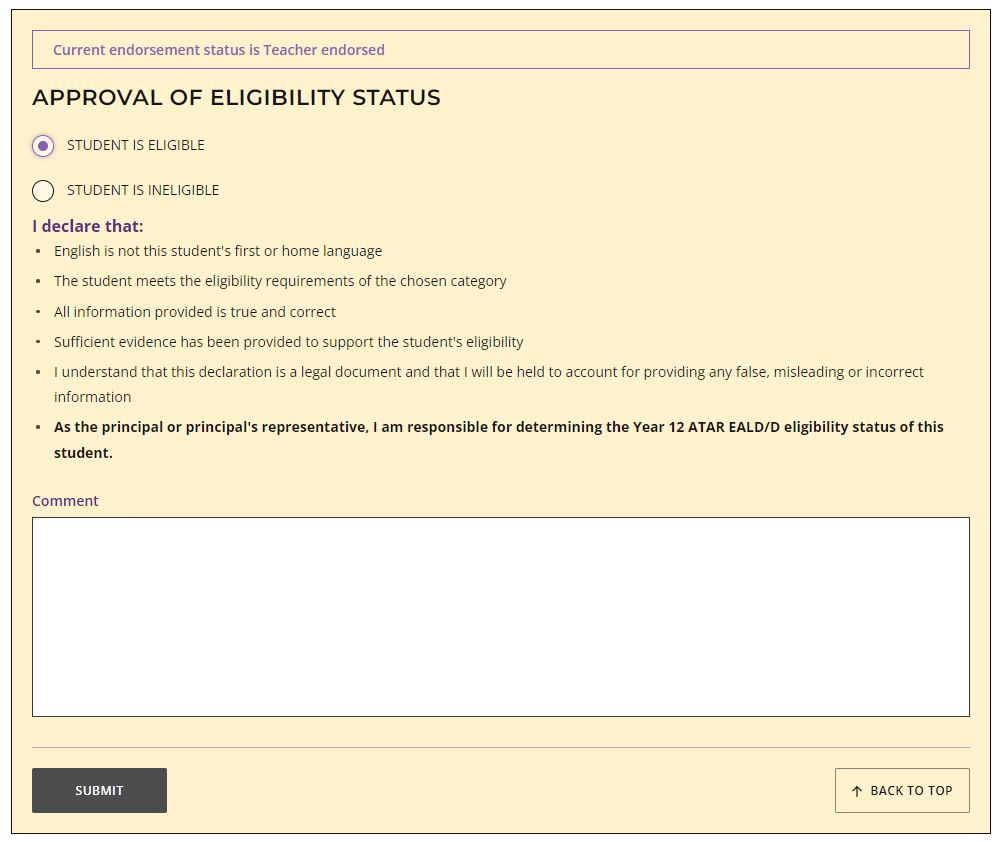 Current endorsement status is Teacher endorsed
APPROVAL OF ELIGIBILITY STATUS
STUDENT IS ELIGIBLE
STUDENT IS INELIGIBLE
I declare that:
• English is not this student's first or home language
• The student meets the eligibility requirements of the chosen category
• All information provided is true and correct
• Sufficient evidence has been provided to support the student's eligibility
• I understand that this declaration is a legal document and that I will be held to account for providing any false, misleading or incorrect
information
• As the principal or principal's representative, I am responsible for determining the Year 12 ATAR EALD/D eligibility status of this
student.
Comment
SUBMIT
↑ BACK TO TOP